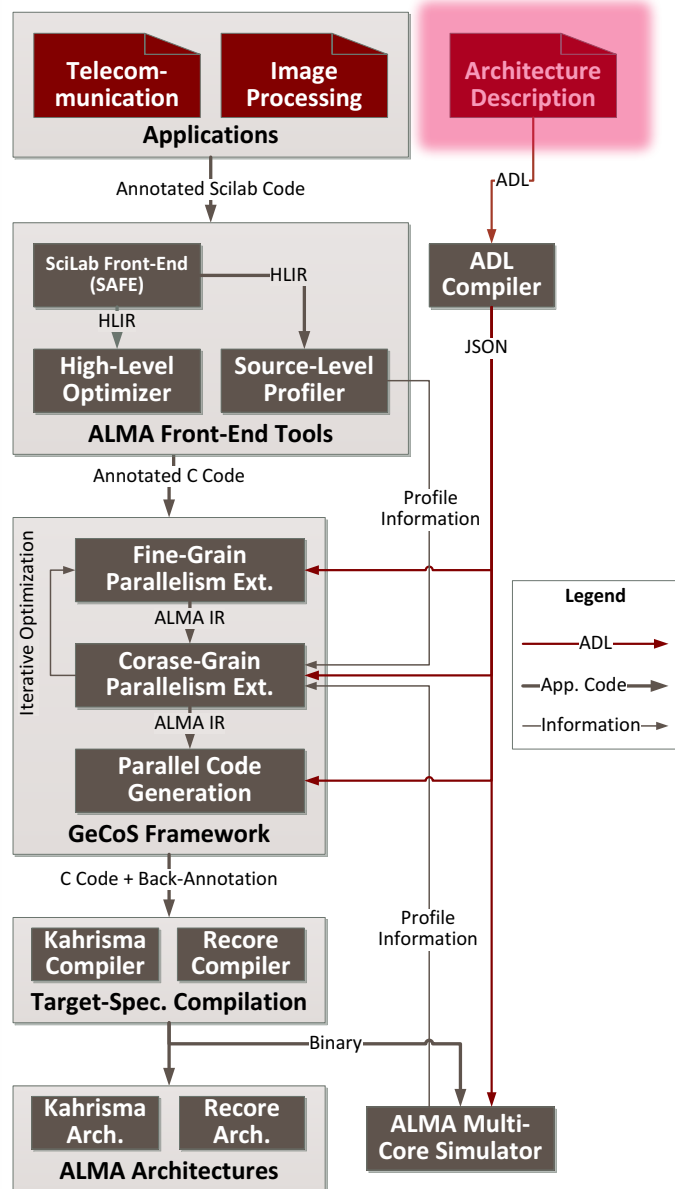 Telecom-
munication
Image
Processing
Applications
Architecture
Description
Annotated Scilab Code
ADL
SciLab Front-End
(SAFE)
HLIR
HLIR
High-Level
Optimizer
Source-Level
Profiler
ALMA Front-End Tools
ADL
Compiler
JSON
Annotated C Code
Profile
Information
Iterative Optimization
Fine-Grain
Parallelism Ext.
ALMA IR
Corase-Grain
Parallelism Ext.
ALMA IR
Parallel Code
Generation
GeCoS Framework
Legend
ADL
App. Code
Information
C Code + Back-Annotation
Profile
Information
Kahrisma
Compiler
Recore
Compiler
Target-Spec. Compilation
Binary
Kahrisma
Arch.
Recore
Arch.
ALMA Architectures
ALMA Multi-
Core Simulator